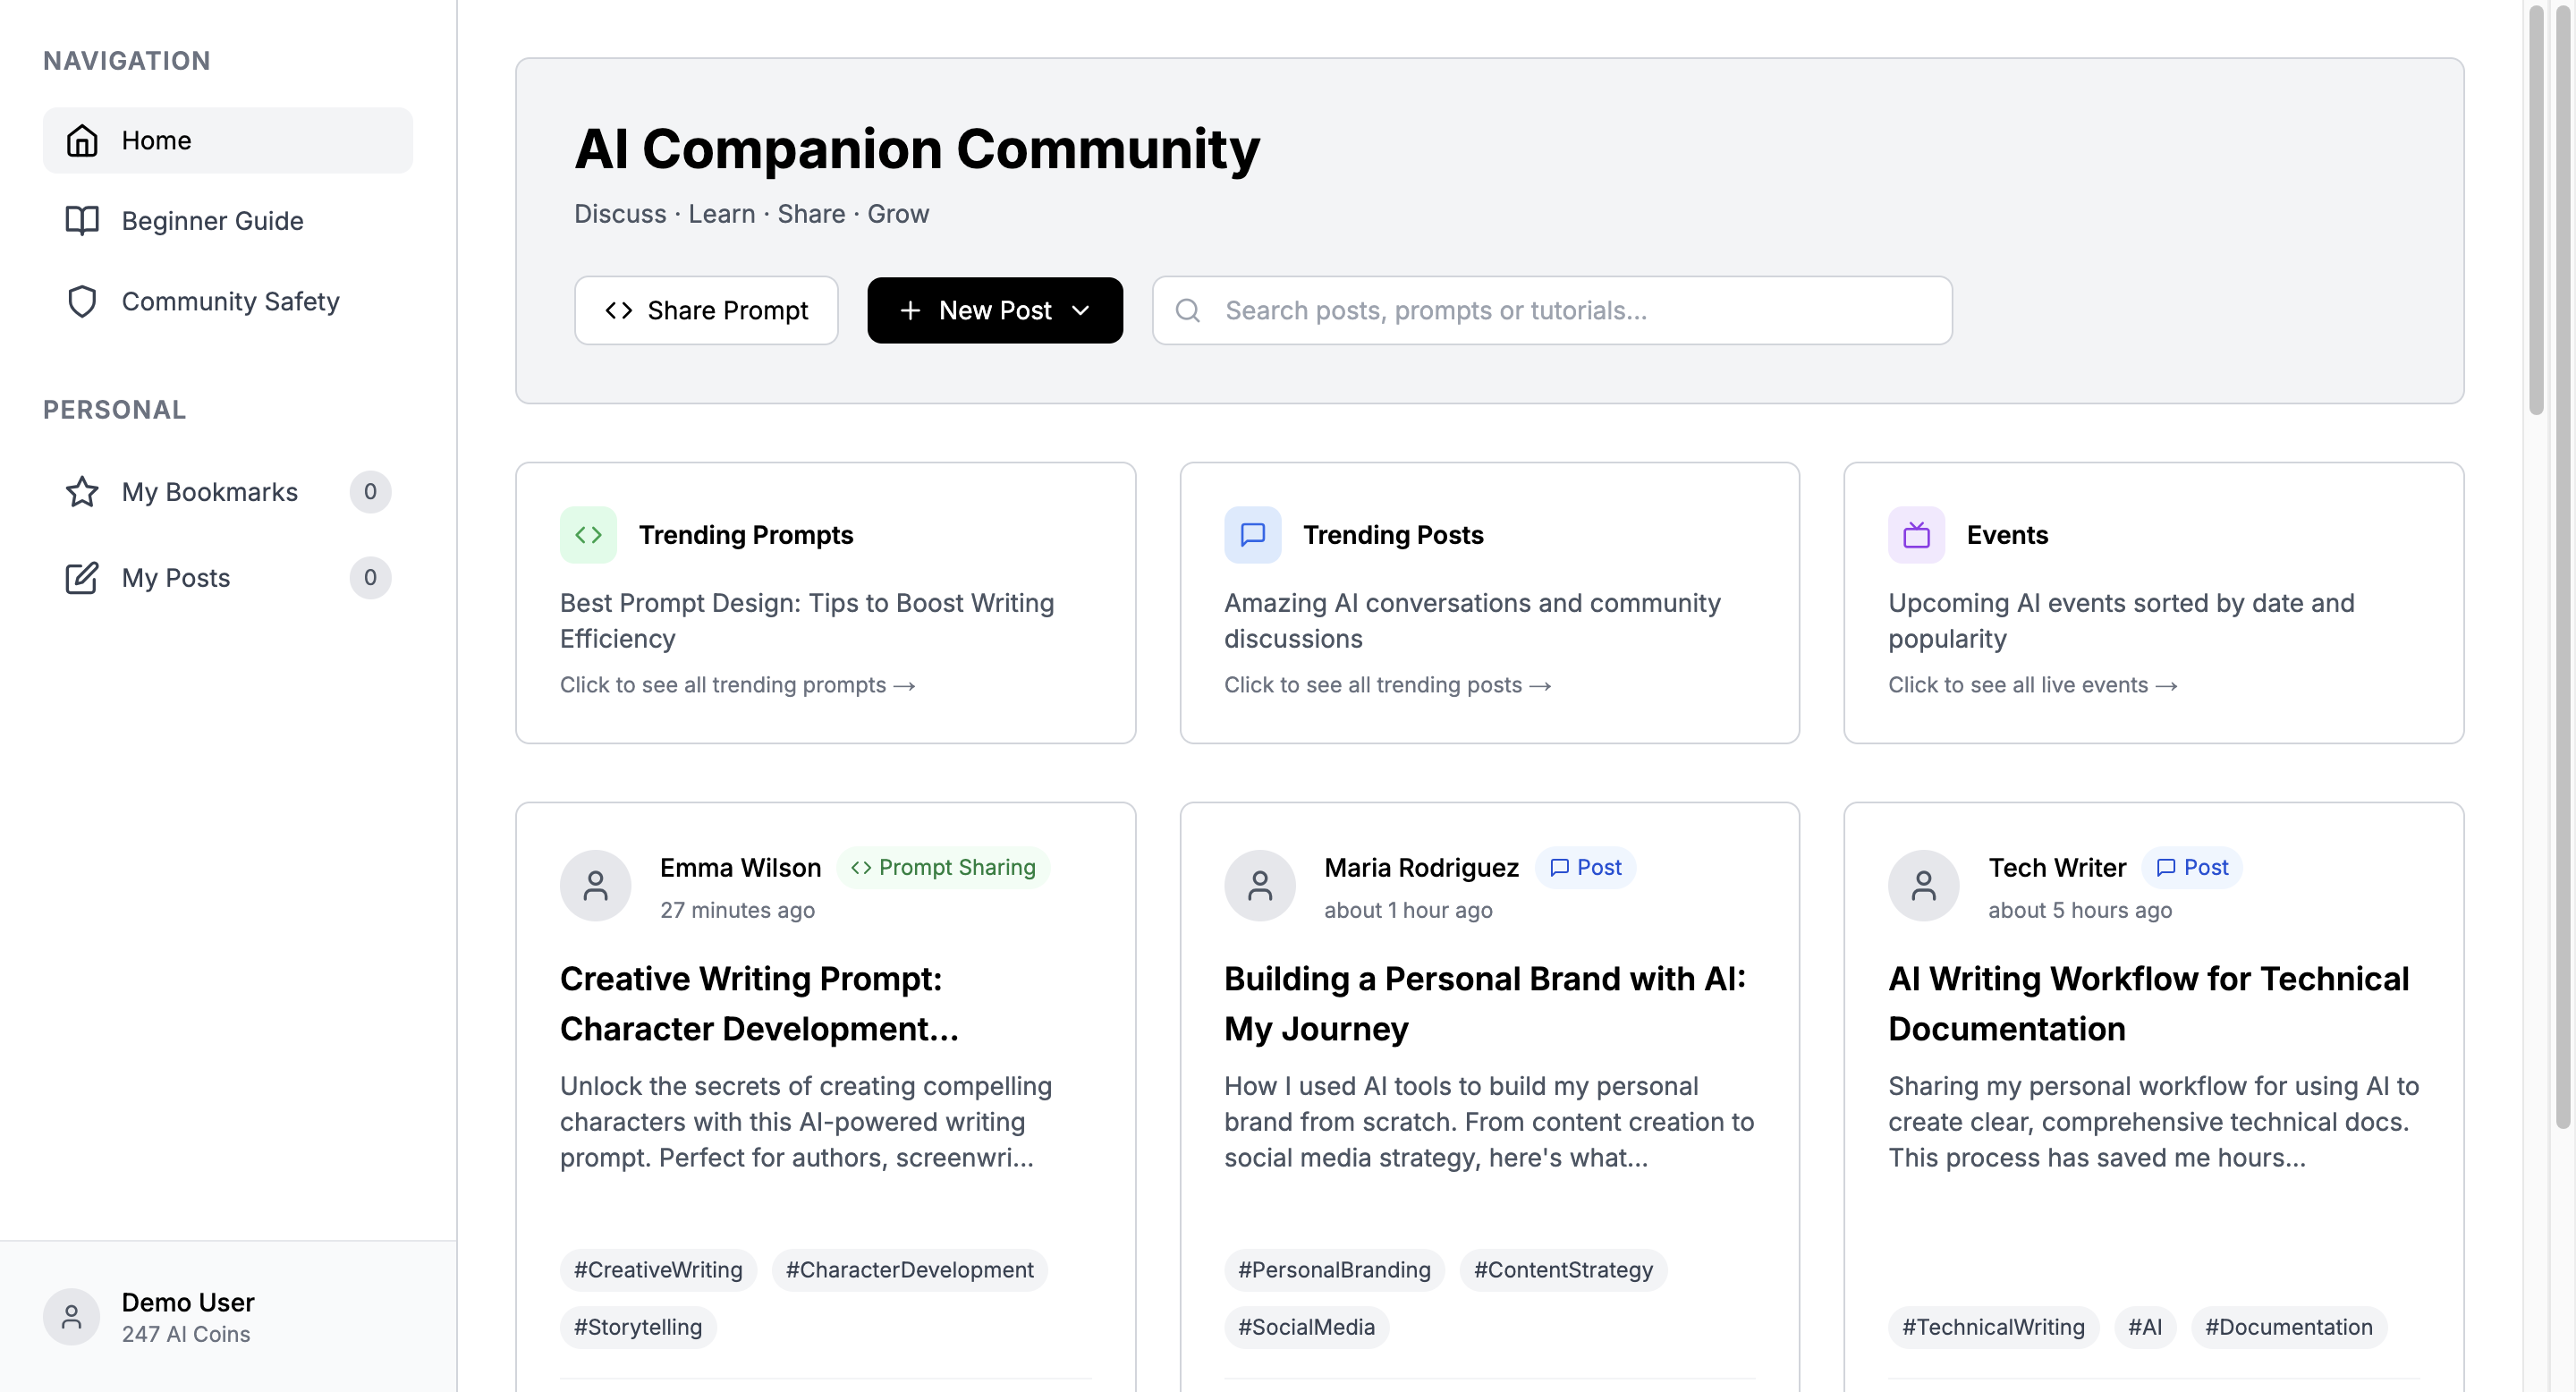 NAVIGATION
Home
Beginner Guide
Community Safety
PERSONAL
My Bookmarks 0
My Posts 0
Demo User
247 AI Coins
AI Companion Community
Discuss · Learn · Share · Grow
Share Prompt
New Post
Search posts, prompts or tutorials...
Trending Prompts
Best Prompt Design: Tips to Boost Writing
Efficiency
Click to see all trending prompts →
Trending Posts
Amazing AI conversations and community
discussions
Click to see all trending posts →
Events
Upcoming AI events sorted by date and
popularity
Click to see all live events →
Emma Wilson Prompt Sharing
27 minutes ago
Creative Writing Prompt:
Character Development...
Unlock the secrets of creating compelling
characters with this AI-powered writing
prompt. Perfect for authors, screenwri...
#CreativeWriting #CharacterDevelopment
#Storytelling
Maria Rodriguez Post
about 1 hour ago
Building a Personal Brand with AI:
My Journey
How I used AI tools to build my personal
brand from scratch. From content creation to
social media strategy, here's what...
#PersonalBranding #ContentStrategy
#SocialMedia
Tech Writer Post
about 5 hours ago
AI Writing Workflow for Technical
Documentation
Sharing my personal workflow for using AI to
create clear, comprehensive technical docs.
This process has saved me hours...
#TechnicalWriting #AI #Documentation